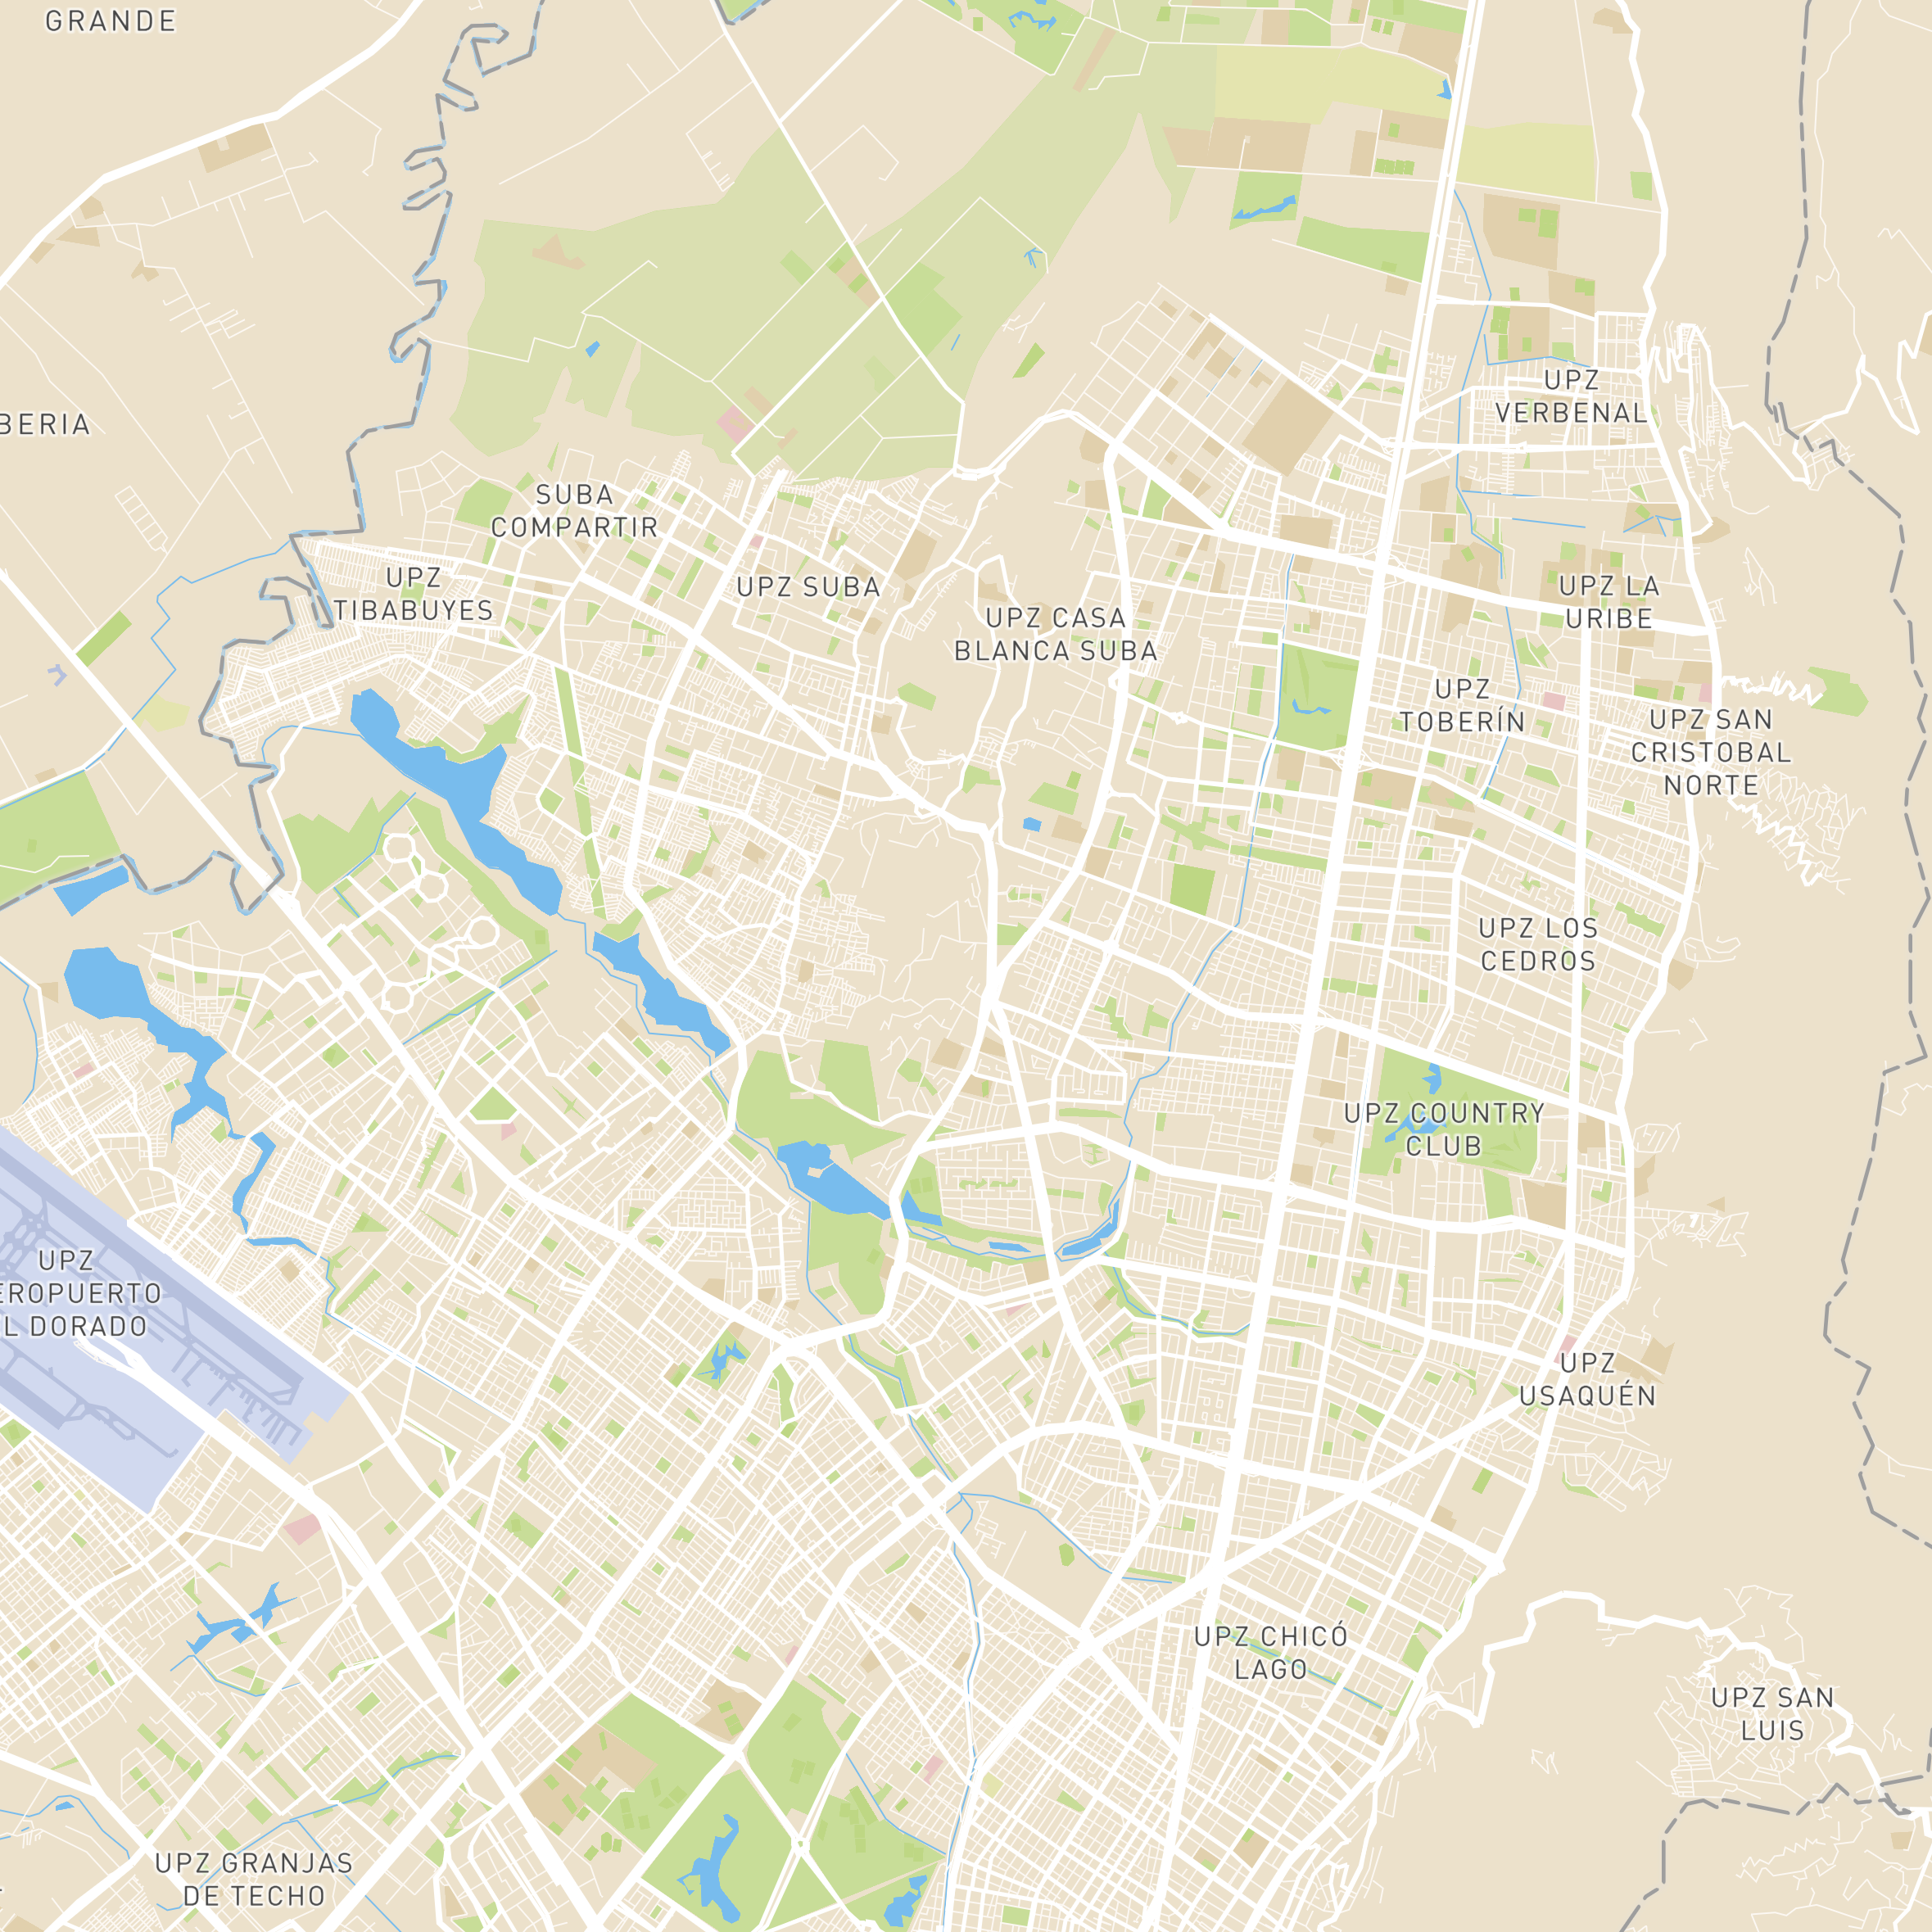 GRANDE
UPZ
VERBENAL
BERIA
SUBA
COMPARTIR
UPZ
TIBABUYES
UPZ SUBA
UPZ LA
URIBE
UPZ CASA
BLANCA SUBA
UPZ
TOBERÍN
UPZ SAN
CRISTOBAL
NORTE
UPZ LOS
CEDROS
UPZ COUNTRY
CLUB
UPZ
EROPUERTO
L DORADO
UPZ
USAQUÉN
UPZ CHICÓ
LAGO
UPZ SAN
LUIS
UPZ GRANJAS
DE TECHO